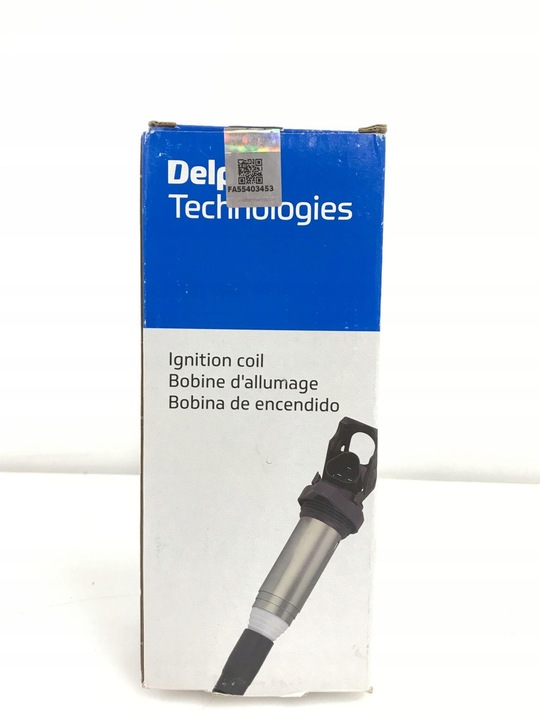 Delp
FA55403453
Technologies
Ignition coil
Bobine d'allumage
Bobina de encendido